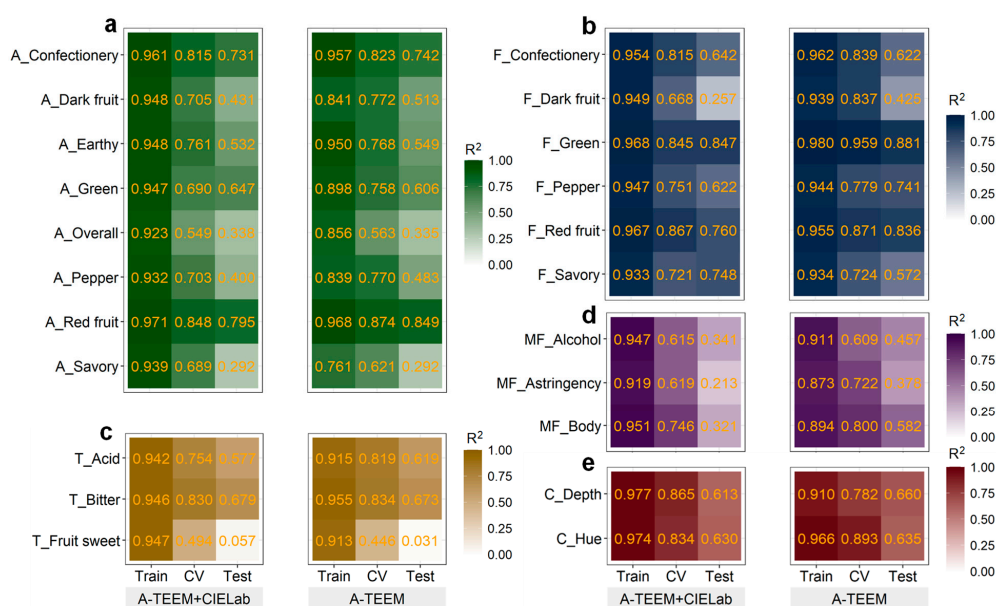 a
A_Confectionery 0.961 0.815 0.731 0.957 0.823 0.742
A_Dark fruit 0.948 0.705 0.431 0.841 0.772 0.513
A_Earthy 0.948 0.761 0.532 0.950 0.768 0.549
A_Green 0.947 0.690 0.647 0.898 0.758 0.606
A_Overall 0.923 0.549 0.338 0.856 0.563 0.335
A_Pepper 0.932 0.703 0.400 0.839 0.770 0.483
A_Red fruit 0.971 0.848 0.795 0.968 0.874 0.849
A_Savory 0.939 0.689 0.292 0.761 0.621 0.292
R²
1.00
0.75
0.50
0.25
0.00
b
F_Confectionery 0.954 0.815 0.642 0.962 0.839 0.622
F_Dark fruit 0.949 0.668 0.257 0.939 0.837 0.425
F_Green 0.968 0.845 0.847 0.980 0.959 0.881
F_Pepper 0.947 0.751 0.622 0.944 0.779 0.741
F_Red fruit 0.967 0.867 0.760 0.955 0.871 0.836
F_Savory 0.933 0.721 0.748 0.934 0.724 0.572
R²
1.00
0.75
0.50
0.25
0.00
c
T_Acid 0.942 0.754 0.577 0.915 0.819 0.619
T_Bitter 0.946 0.830 0.679 0.955 0.834 0.673
T_Fruit sweet 0.947 0.913 0.446 0.031 0.057
Train CV Test Train CV Test
A-TEEM+CIELab A-TEEM
R²
1.00
0.75
0.50
0.25
0.00
d
MF_Alcohol 0.947 0.615 0.341 0.911 0.609 0.457
MF_Astringency 0.919 0.619 0.213 0.873 0.722 0.378
MF_Body 0.951 0.746 0.321 0.894 0.800 0.582
R²
1.00
0.75
0.50
0.25
0.00
e
C_Depth 0.977 0.865 0.613 0.910 0.782 0.660
C_Hue 0.974 0.834 0.630 0.966 0.893 0.635
Train CV Test Train CV Test
A-TEEM+CIELab A-TEEM
R²
1.00
0.75
0.50
0.25
0.00